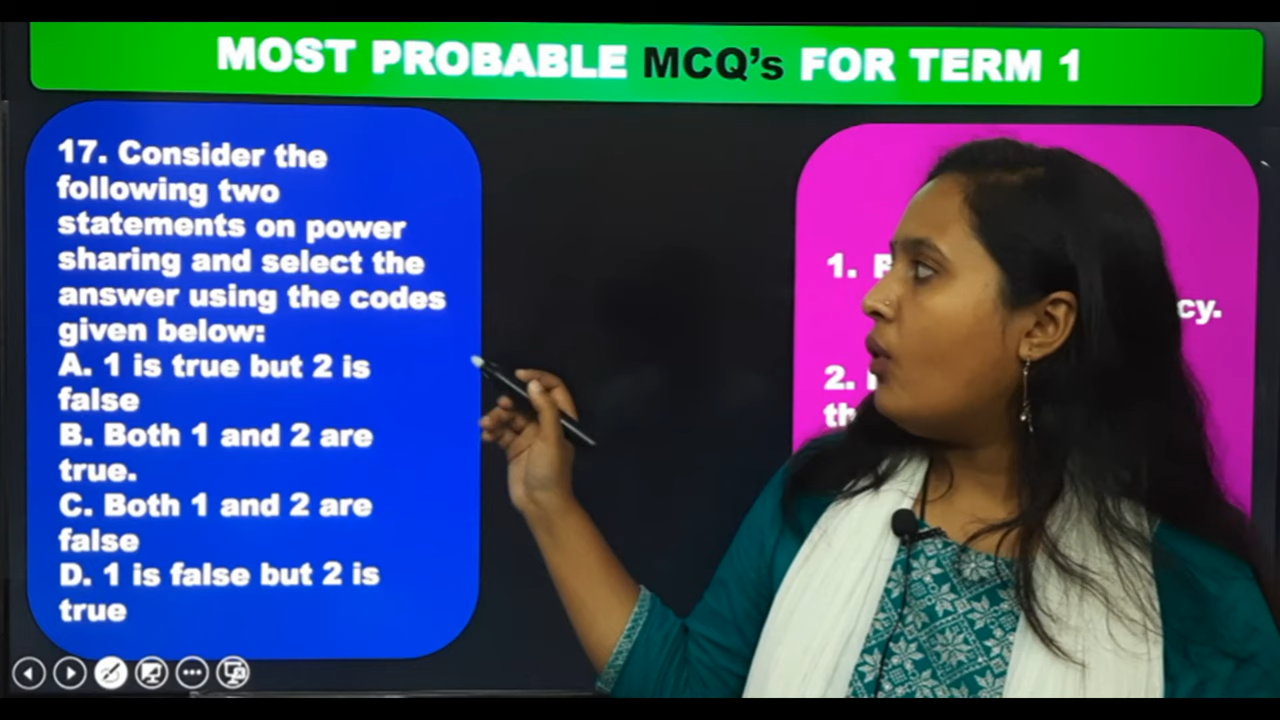 MOST PROBABLE MCQ's FOR TERM 1
17. Consider the
following two
statements on power
sharing and select the
answer using the codes
given below:
A. 1 is true but 2 is
false
B. Both 1 and 2 are
true.
C. Both 1 and 2 are
false
D. 1 is false but 2 is
true
1.
cy.
2.
th